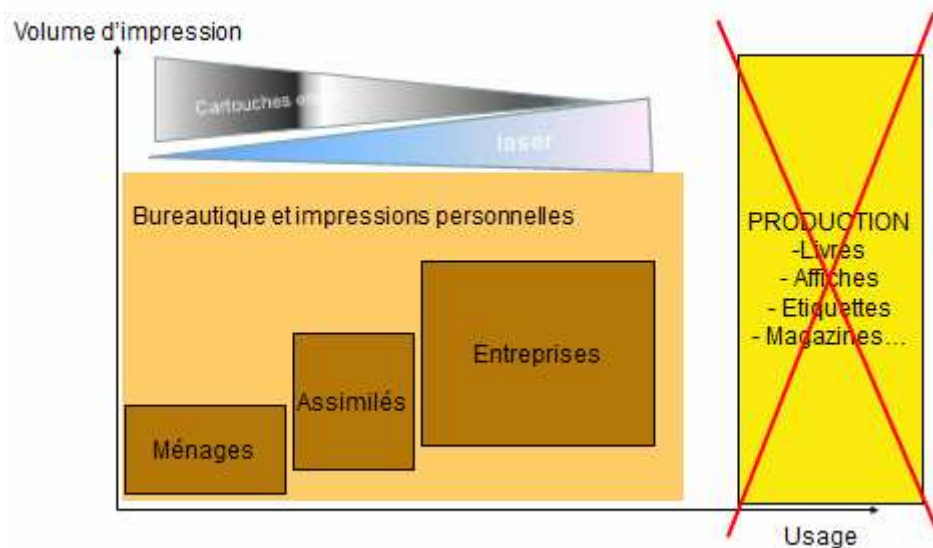 Volume d'impression
Cartouches
laser
Bureautique et impressions personnelles
PRODUCTION
-Livres
- Affiches
- Etiquettes
- Magazines...
Entreprises
Assimilés
Ménages
Usage